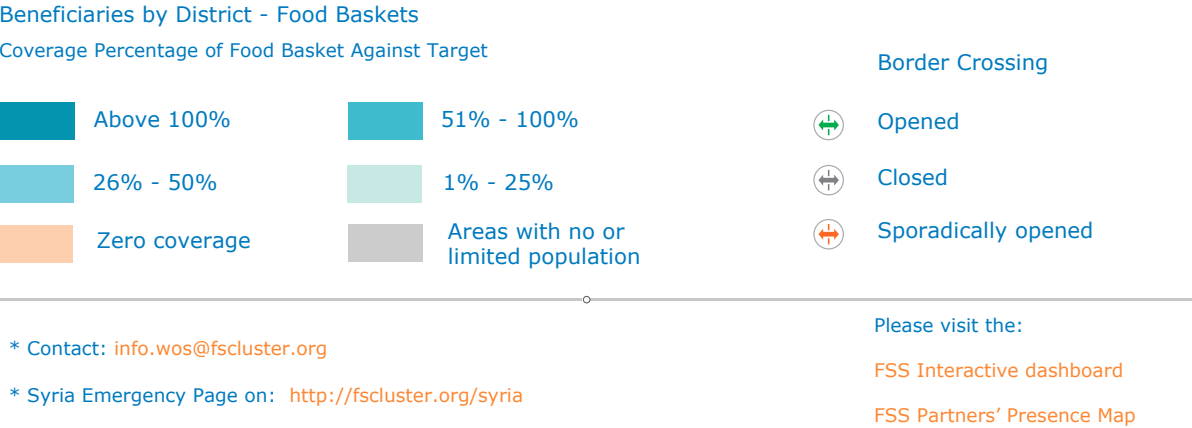 Beneficiaries by District - Food Baskets
Coverage Percentage of Food Basket Against Target
Above 100%
51% - 100%
26% - 50%
1% - 25%
Zero coverage
Areas with no or
limited population
Border Crossing
Opened
Closed
Sporadically opened
* Contact: info.wos@fscluster.org
* Syria Emergency Page on: http://fscluster.org/syria
Please visit the:
FSS Interactive dashboard
FSS Partners’ Presence Map